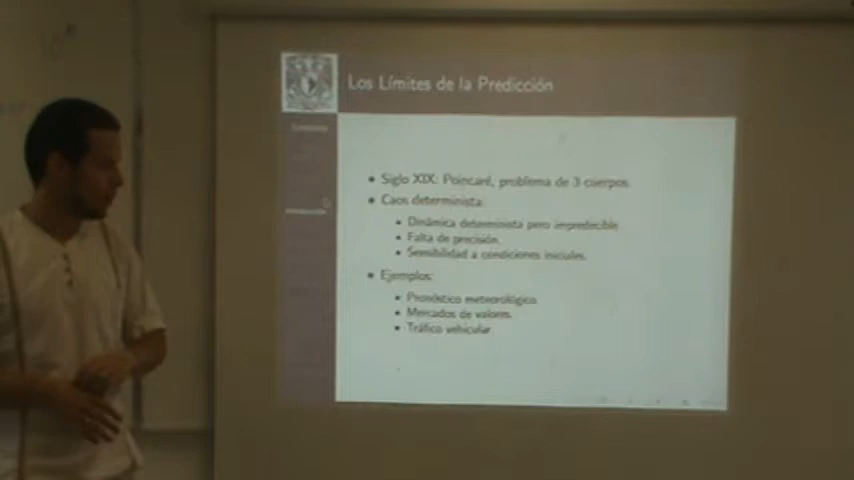 Los Límites de la Predicción
Siglo XIX: Poincaré, problema de 3 cuerpos.
Caos determinista:
Dinámica determinista pero impredecible.
Falta de precisión.
Sensibilidad a condiciones iniciales.
Ejemplos:
Pronóstico meteorológico.
Mercados de valores.
Tráfico vehicular